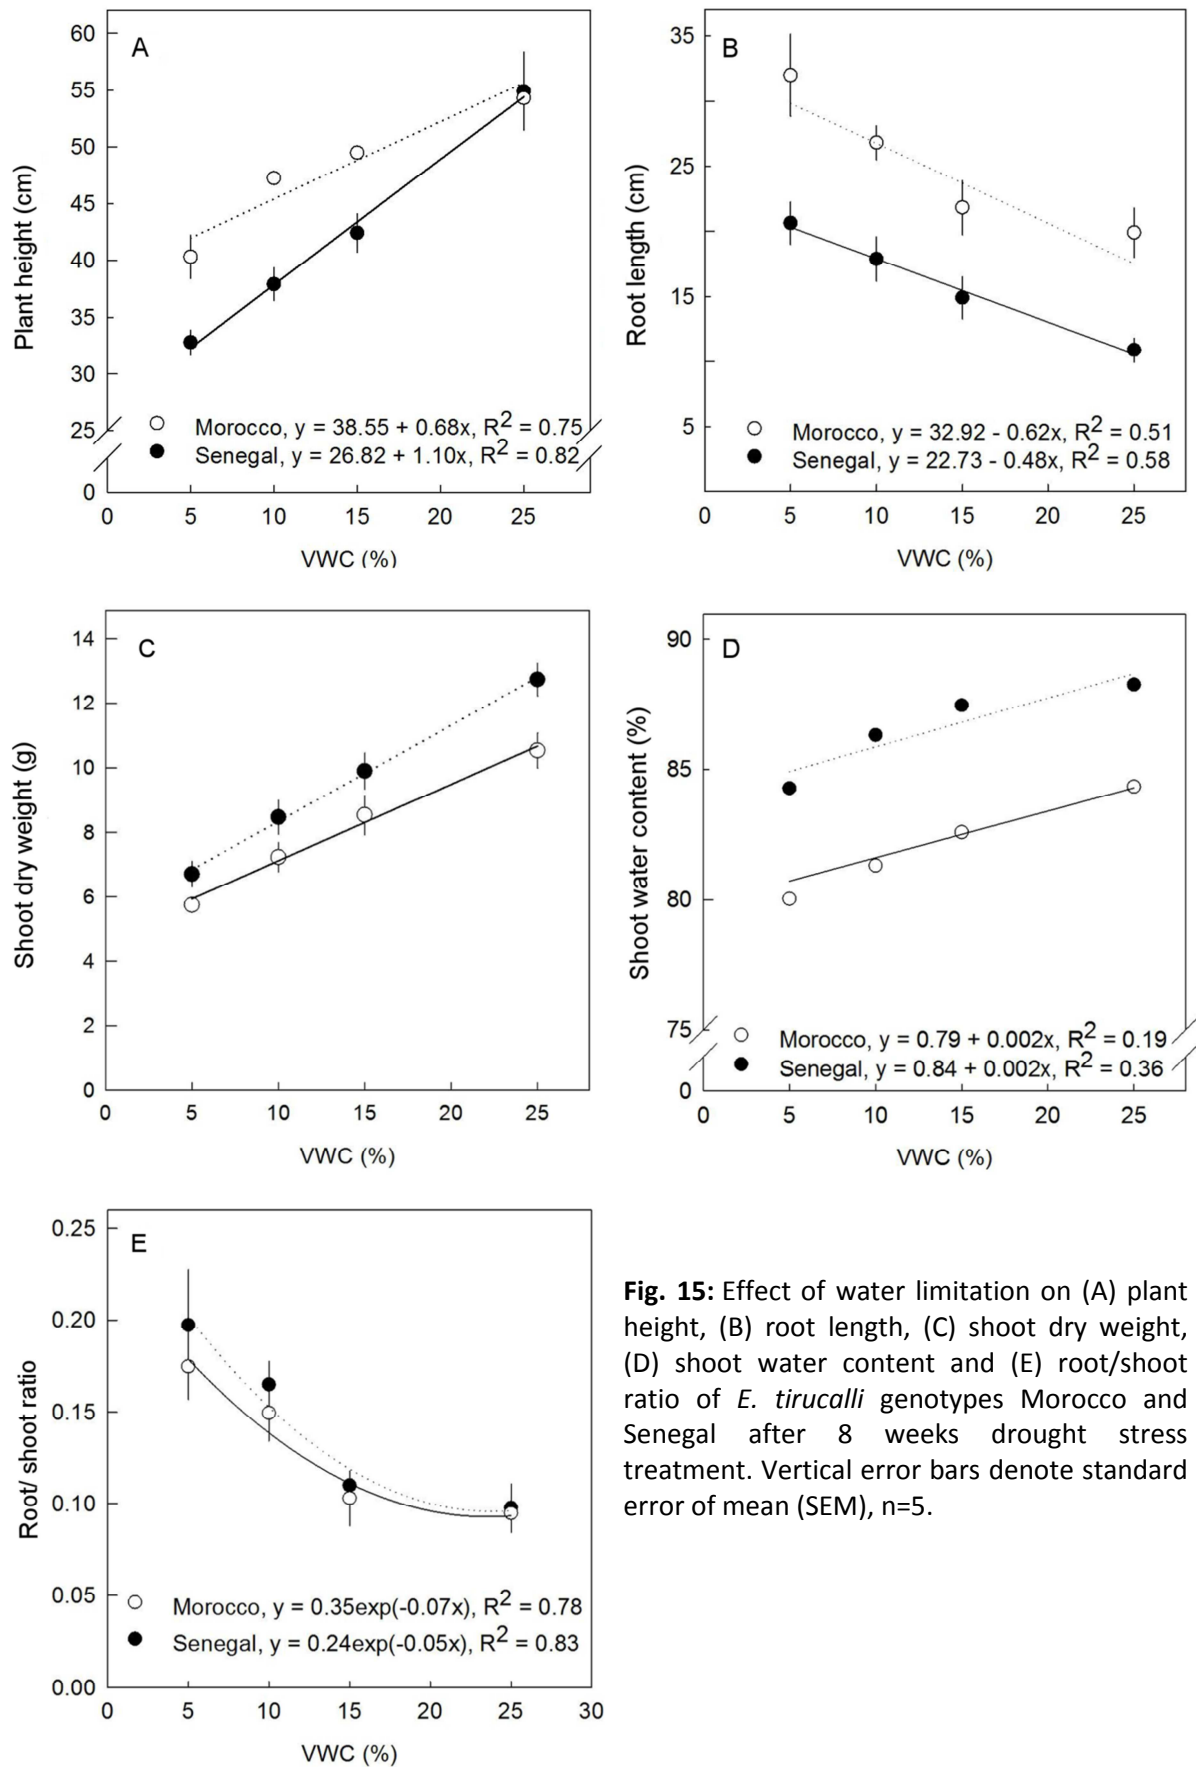 A
Plant height (cm)
60
55
50
45
40
35
30
25
0
Morocco, y = 38.55 + 0.68x, R² = 0.75
Senegal, y = 26.82 + 1.10x, R² = 0.82
0 5 10 15 20 25
VWC (%)
B
Root length (cm)
35
25
15
5
Morocco, y = 32.92 - 0.62x, R² = 0.51
Senegal, y = 22.73 - 0.48x, R² = 0.58
0 5 10 15 20 25
VWC (%)
C
Shoot dry weight (g)
14
12
10
8
6
4
2
0
0 5 10 15 20 25
VWC (%)
D
Shoot water content (%)
90
85
80
75
0
Morocco, y = 0.79 + 0.002x, R² = 0.19
Senegal, y = 0.84 + 0.002x, R² = 0.36
0 5 10 15 20 25
VWC (%)
E
Root/ shoot ratio
0.25
0.20
0.15
0.10
0.05
0.00
Morocco, y = 0.35exp(-0.07x), R² = 0.78
Senegal, y = 0.24exp(-0.05x), R² = 0.83
0 5 10 15 20 25 30
VWC (%)
Fig. 15: Effect of water limitation on (A) plant
height, (B) root length, (C) shoot dry weight,
(D) shoot water content and (E) root/shoot
ratio of E. tirucalli genotypes Morocco and
Senegal after 8 weeks drought stress
treatment. Vertical error bars denote standard
error of mean (SEM), n=5.